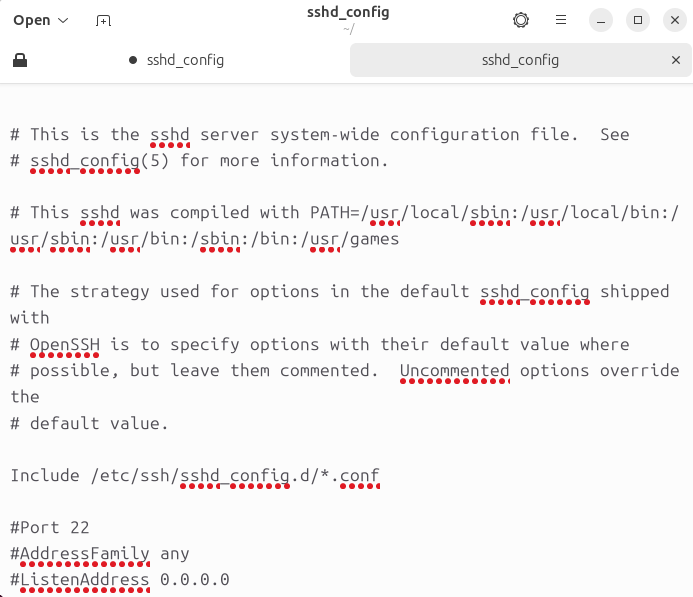 Open
sshd_config
~/
sshd_config
sshd_config
# This is the sshd server system-wide configuration file.  See
# sshd_config(5) for more information.
# This sshd was compiled with PATH=/usr/local/sbin:/usr/local/bin:/
usr/sbin:/usr/bin:/sbin:/bin:/usr/games
# The strategy used for options in the default sshd_config shipped
with
# OpenSSH is to specify options with their default value where
# possible, but leave them commented.  Uncommented options override
the
# default value.
Include /etc/ssh/sshd_config.d/*.conf
#Port 22
#AddressFamily any
#ListenAddress 0.0.0.0